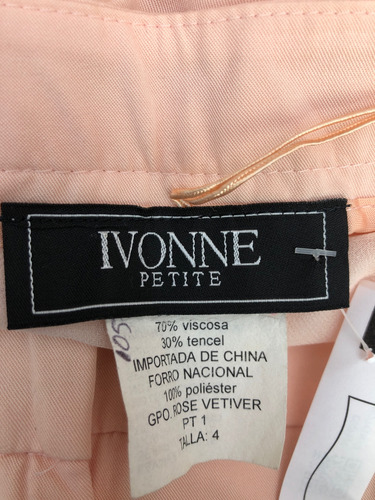 IVONNE
PETITE
105
70% viscosa
30% tencel
IMPORTADA DE CHINA
FORRO NACIONAL
100% poliéster
GPO.ROSE VETIVER
PT 1
TALLA: 4